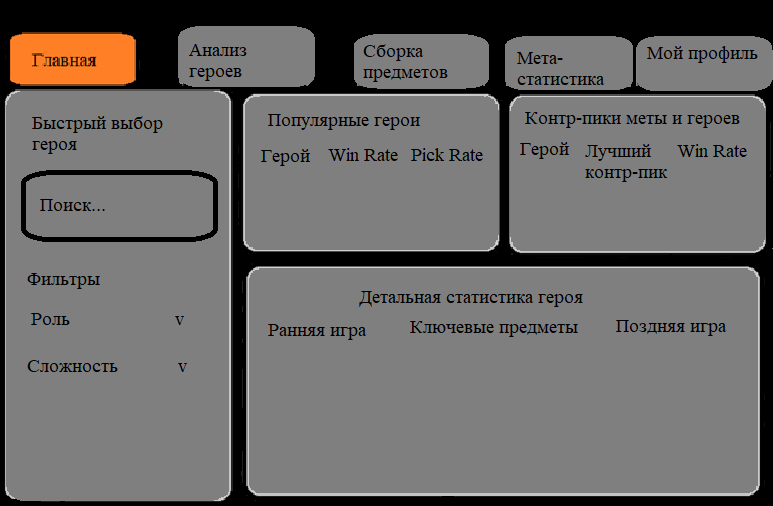 Главная
Анализ
героев
Сборка
предметов
Мета-
статистика
Мой профиль
Быстрый выбор
героя
Поиск...
Фильтры
Роль v
Сложность v
Популярные герои
Герой Win Rate Pick Rate
Контр-пики меты и героев
Герой Лучший Win Rate
контр-пик
Детальная статистика героя
Ранняя игра Ключевые предметы Поздняя игра